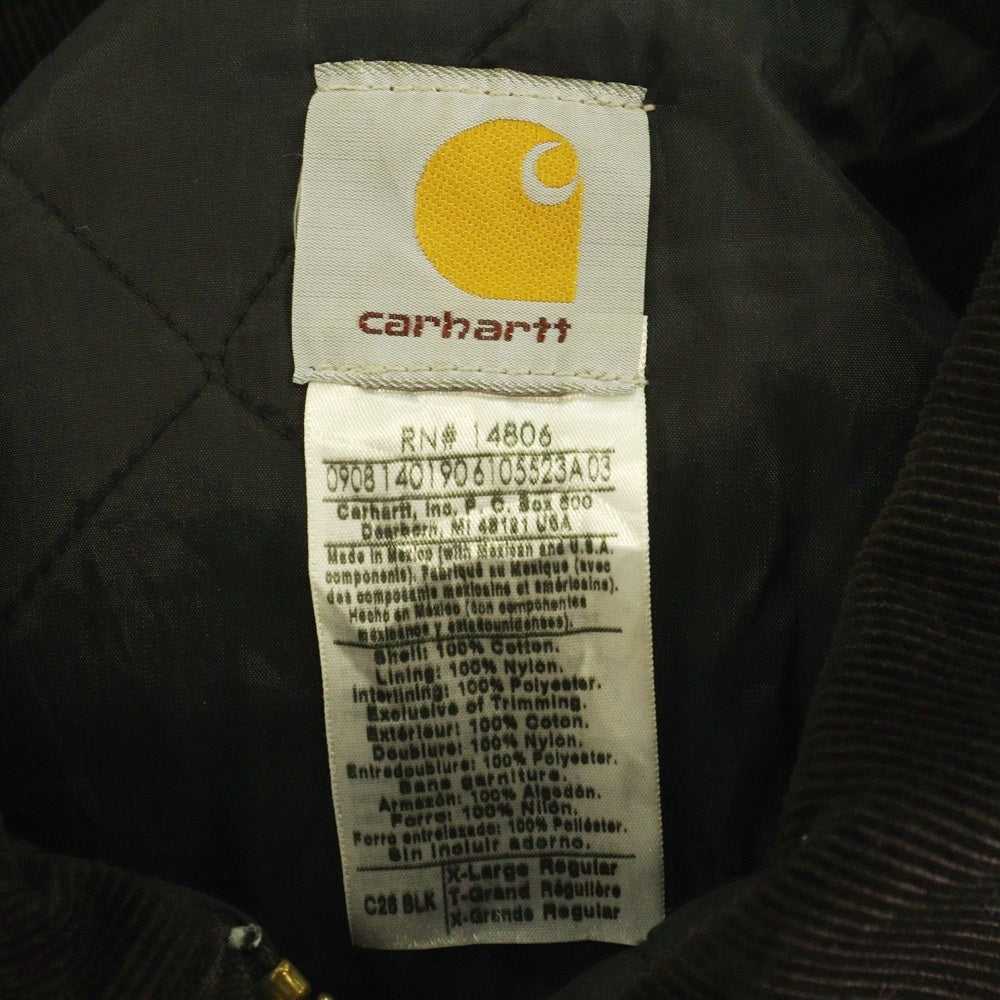 carhartt
RN# 14806
0908 1401906105523A 03
Carhartt, Inc. P. O. Box 600
Dearborn, MI 48121 USA
Made in Mexico (with Mexican and U.S.A.
components). Fabriqué au Mexique (avec
des composants mexicains et américains).
Hecho en México (con componentes
mexicanos y estadounidenses).
Shell: 100% Cotton.
Lining: 100% Nylon.
Interlining: 100% Polyester.
Exclusive of Trimming.
Extérieur: 100% Coton.
Doublure: 100% Nylon.
Entredoublure: 100% Polyester.
Sans garniture.
Armazón: 100% Algodón.
Forro: 100% Nilón.
Forro entrelazado: 100% Poliéster.
Sin incluir adorno.
C26 BLK
X-Large Regular
T-Grand Régulière
X-Grande Regular